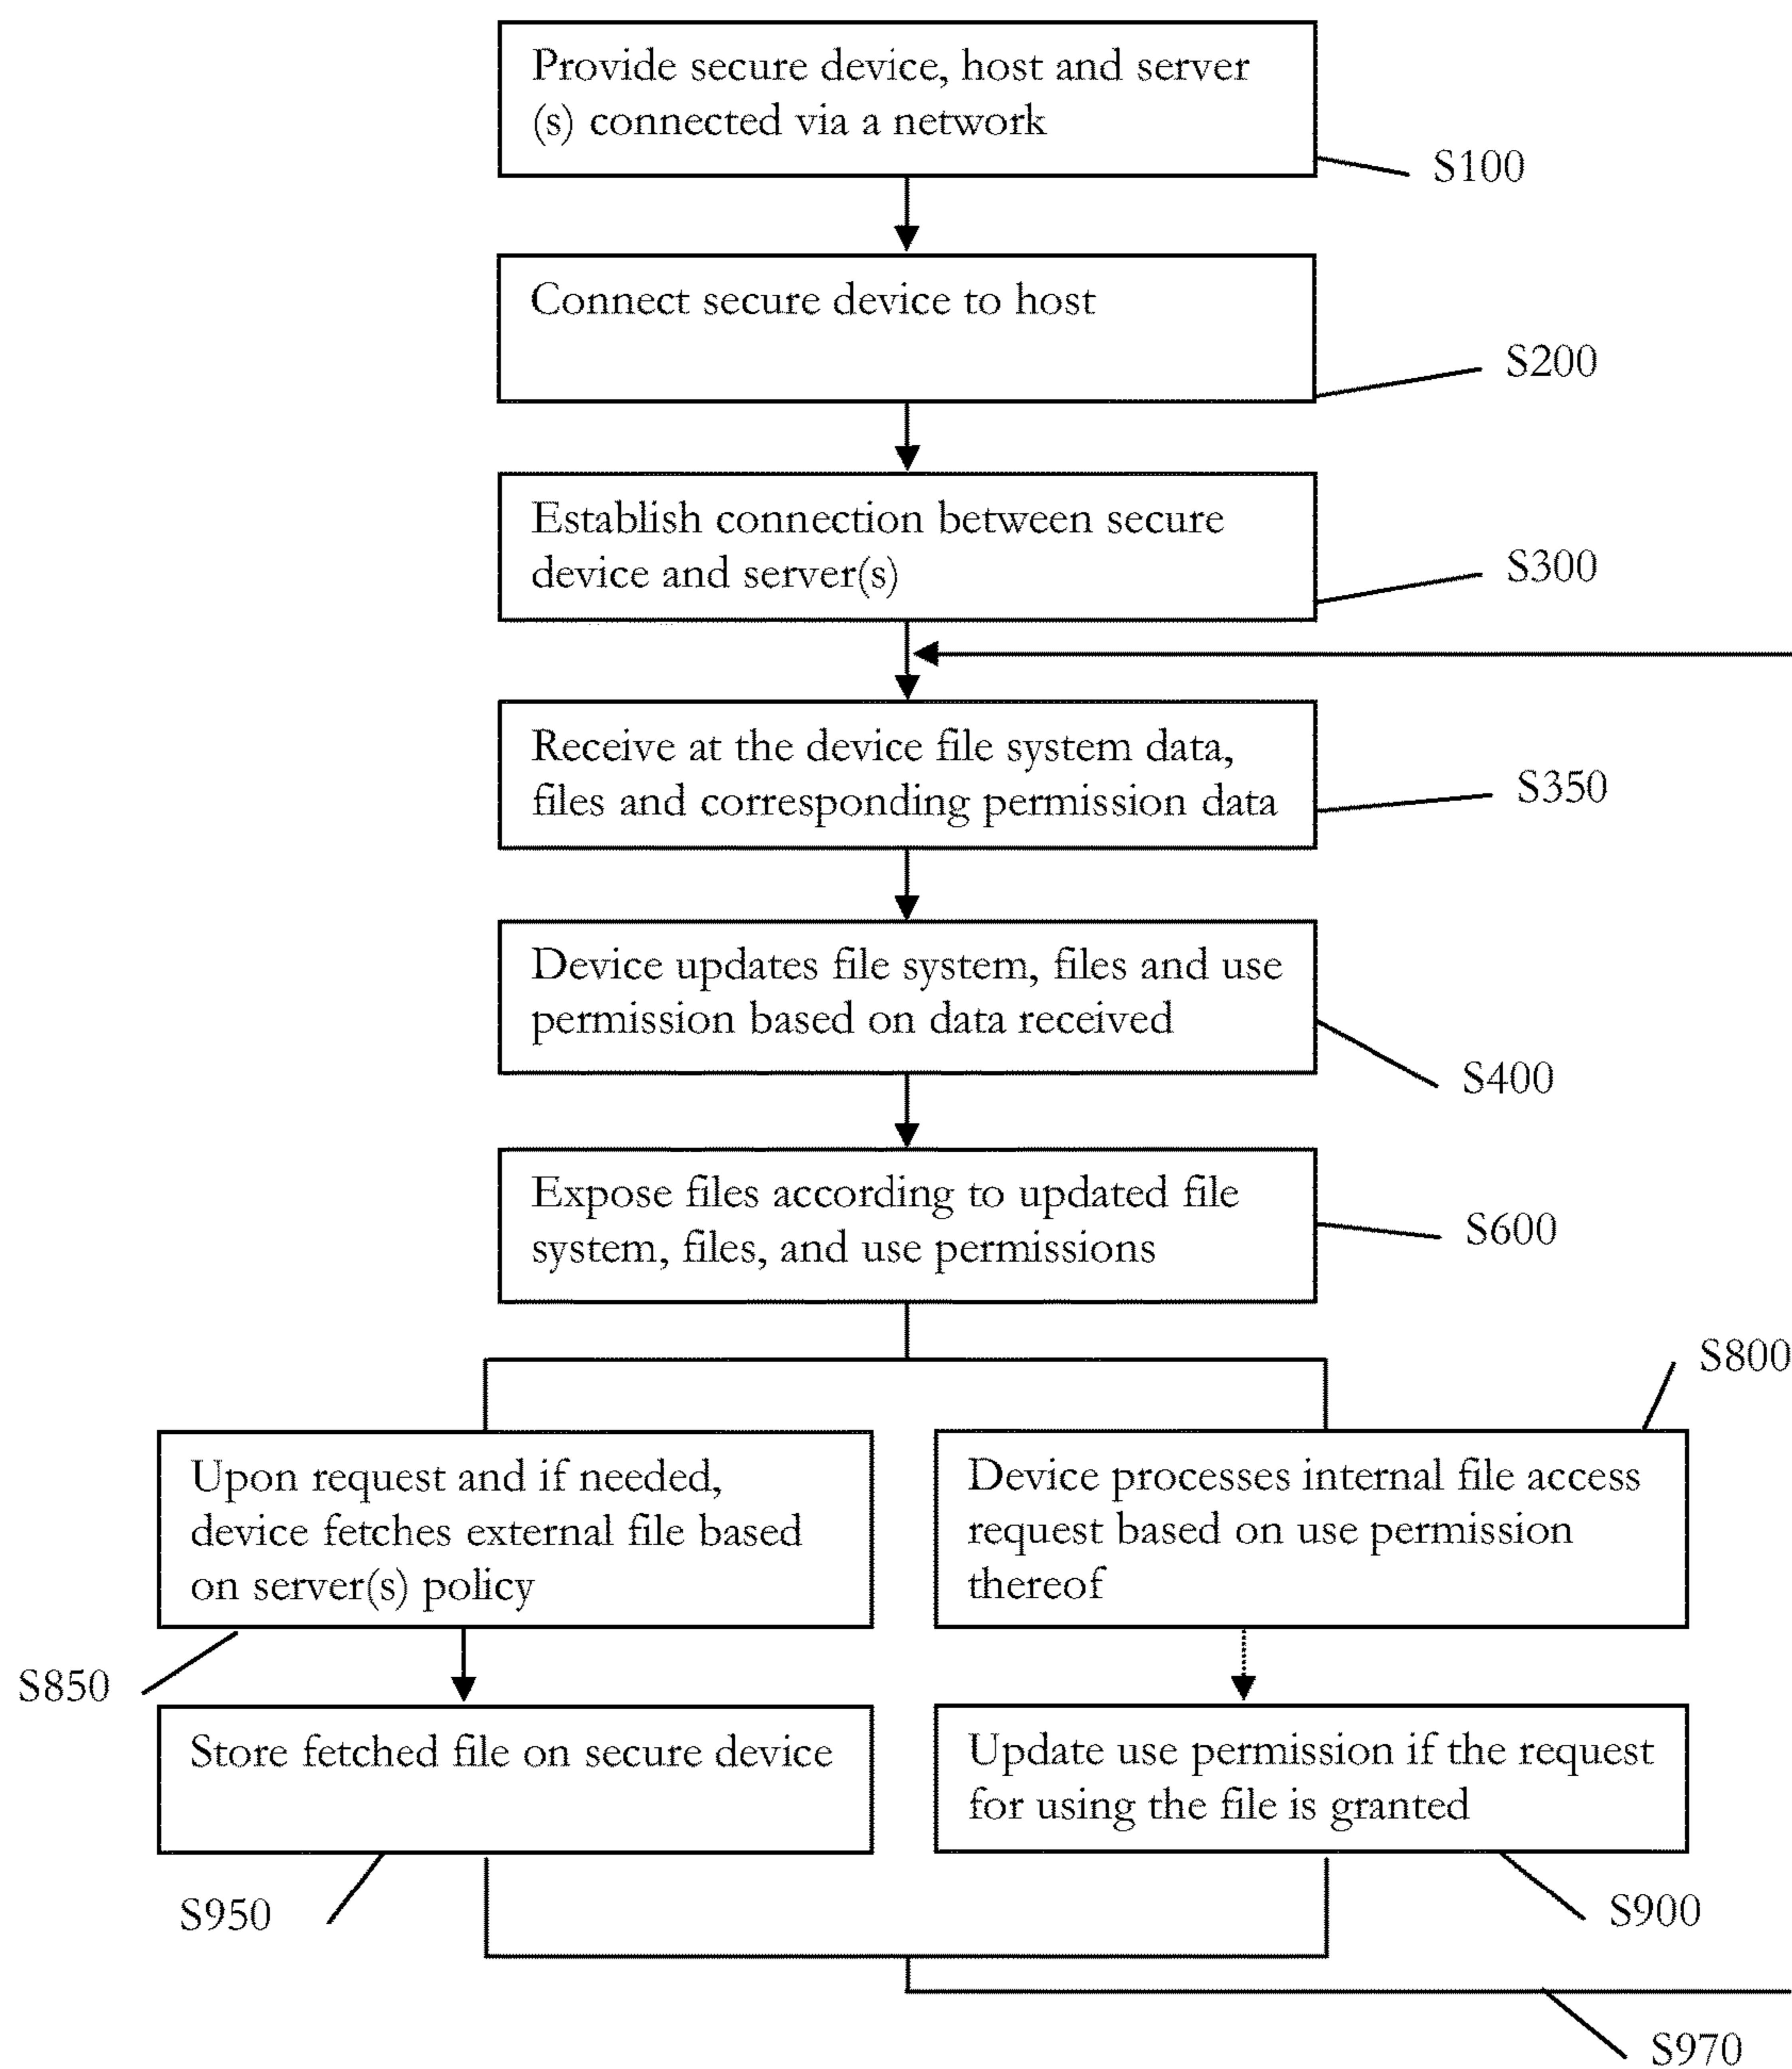 Provide secure device, host and server
(s) connected via a network
S100
Connect secure device to host
S200
Establish connection between secure
device and server(s)
S300
Receive at the device file system data,
files and corresponding permission data
S350
Device updates file system, files and use
permission based on data received
S400
Expose files according to updated file
system, files, and use permissions
S600
S800
Upon request and if needed,
device fetches external file based
on server(s) policy
Device processes internal file access
request based on use permission
thereof
S850
Store fetched file on secure device
Update use permission if the request
for using the file is granted
S950
S900
S970